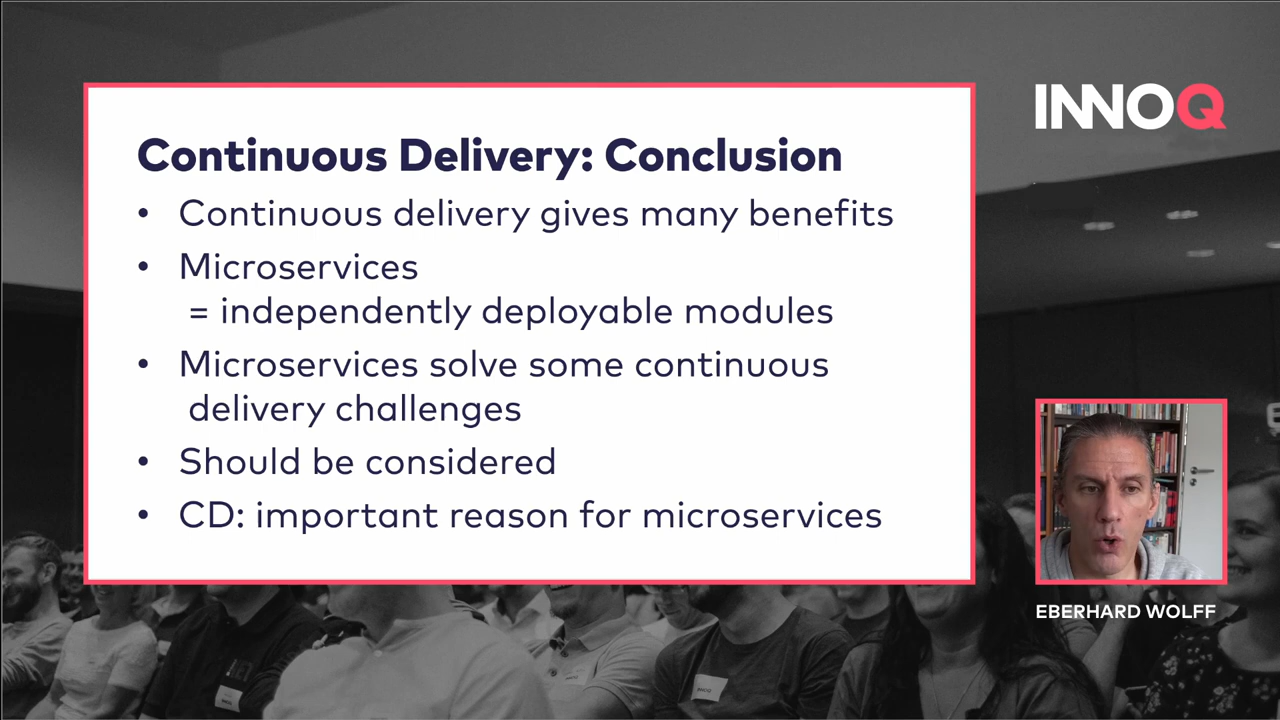 INNOQ
Continuous Delivery: Conclusion
• Continuous delivery gives many benefits
• Microservices
= independently deployable modules
• Microservices solve some continuous
delivery challenges
• Should be considered
• CD: important reason for microservices
EBERHARD WOLFF